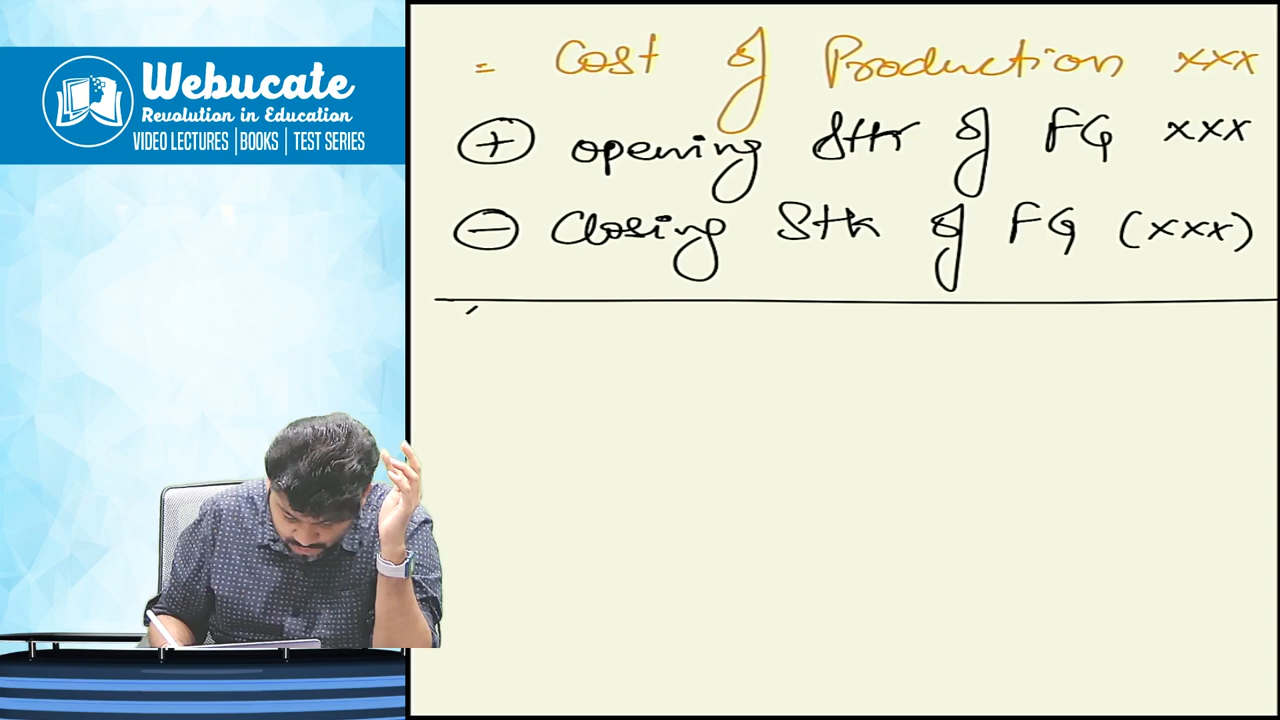 Webucate
Revolution in Education
VIDEO LECTURES | BOOKS | TEST SERIES
= Cost of Production xxx
+ opening Stk of FG xxx
- Closing Stk of FG (xxx)